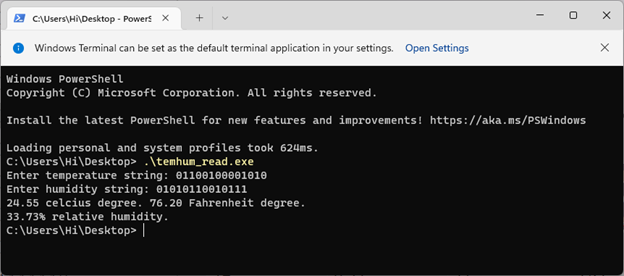 C:\Users\Hi\Desktop - PowerS
Windows Terminal can be set as the default terminal application in your settings. Open Settings
Windows PowerShell
Copyright (C) Microsoft Corporation. All rights reserved.
Install the latest PowerShell for new features and improvements! https://aka.ms/PSWindows
Loading personal and system profiles took 624ms.
C:\Users\Hi\Desktop> .\temhum_read.exe
Enter temperature string: 01100100001010
Enter humidity string: 01010110010111
24.55 celcius degree. 76.20 Fahrenheit degree.
33.73% relative humidity.
C:\Users\Hi\Desktop>